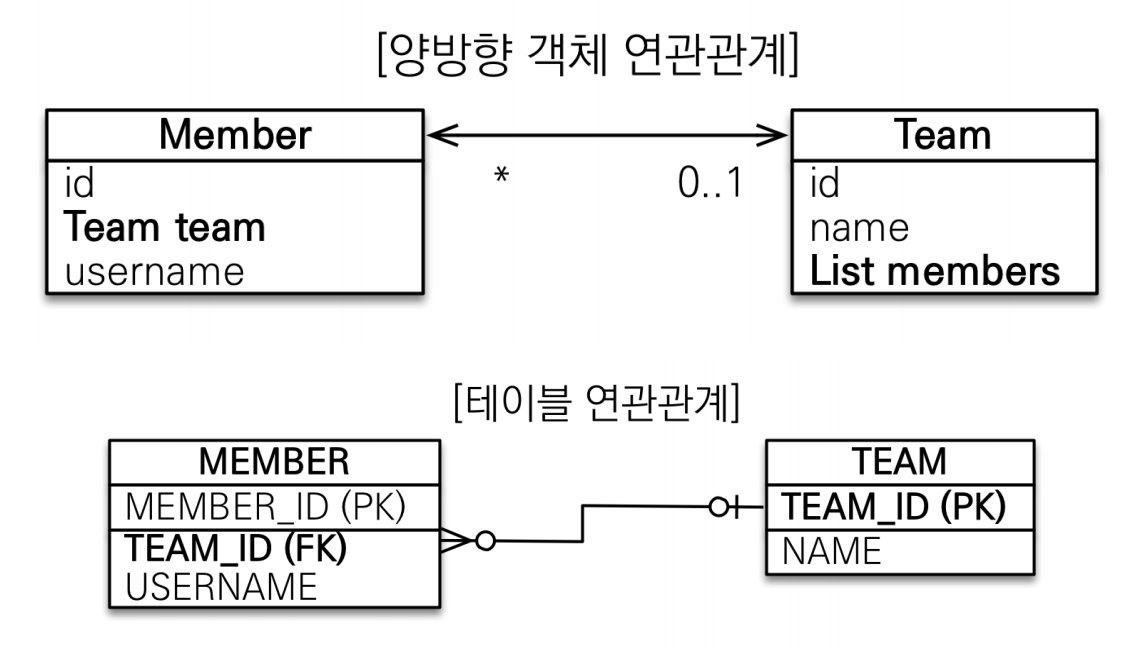 [양방향 객체 연관관계]
Member
id
Team team
username
* 0..1
Team
id
name
List members
[테이블 연관관계]
MEMBER
MEMBER_ID (PK)
TEAM_ID (FK)
USERNAME
TEAM
TEAM_ID (PK)
NAME